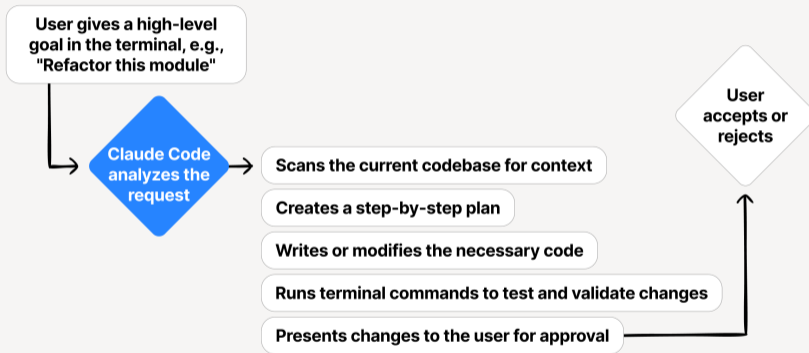 User gives a high-level
goal in the terminal, e.g.,
"Refactor this module"
Claude Code
analyzes the
request
Scans the current codebase for context
Creates a step-by-step plan
Writes or modifies the necessary code
Runs terminal commands to test and validate changes
Presents changes to the user for approval
User
accepts or
rejects